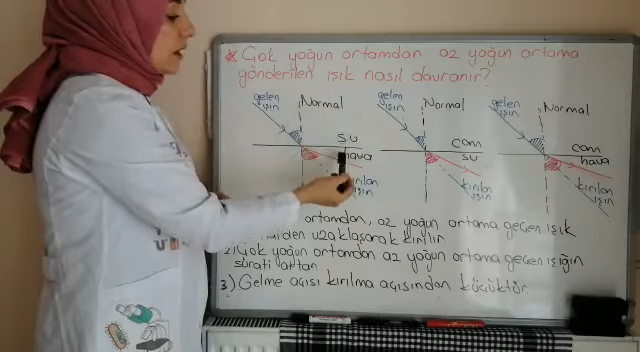 * Çok yoğun ortamdan az yoğun ortama
gönderilen ışık nasıl davranır?
gelen ışın
Normal
su
hava
kırılan ışın
gelen ışın
Normal
cam
su
kırılan ışın
gelen ışın
Normal
cam
hava
kırılan ışın
ortamdan, az yoğun ortama geçen ışık
uzaklaşarak kırılır
2) Çok yoğun ortamdan az yoğun ortama geçen ışığın
sürati artar
3) Gelme açısı kırılma açısından küçüktür.